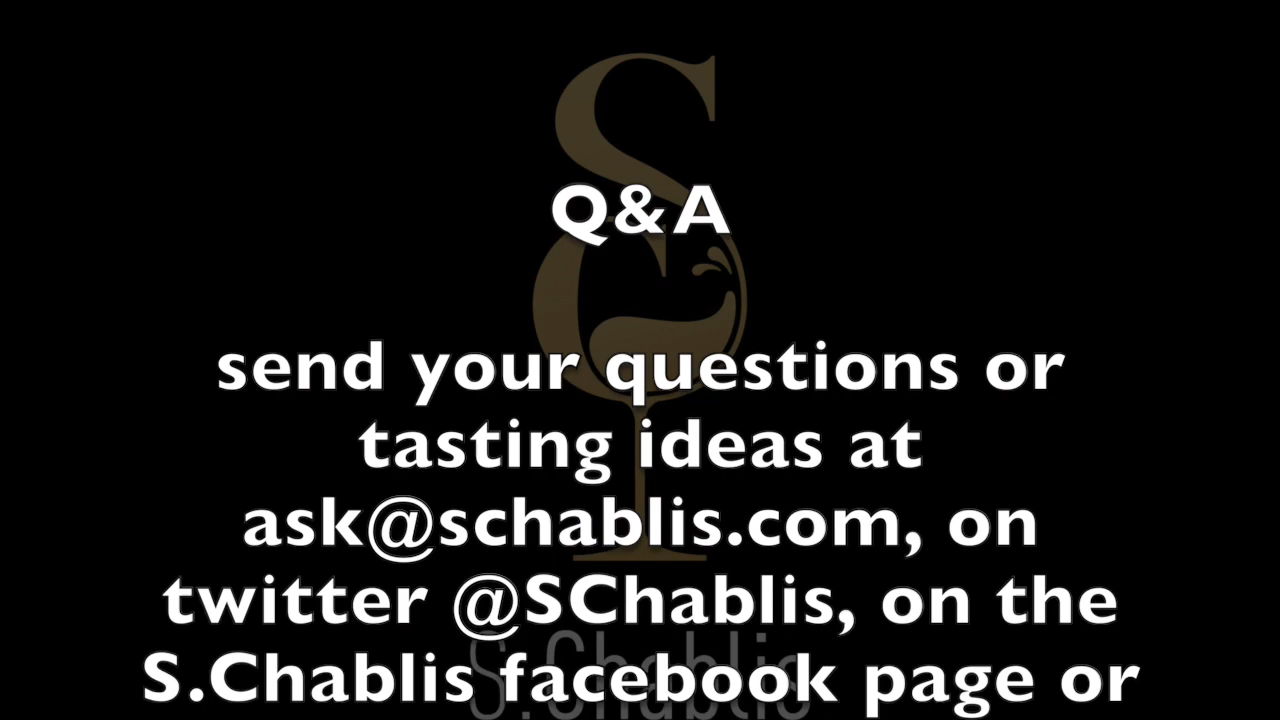 Q&A
send your questions or
tasting ideas at
ask@schablis.com, on
twitter @SChablis, on the
S.Chablis facebook page or
S.Chablis